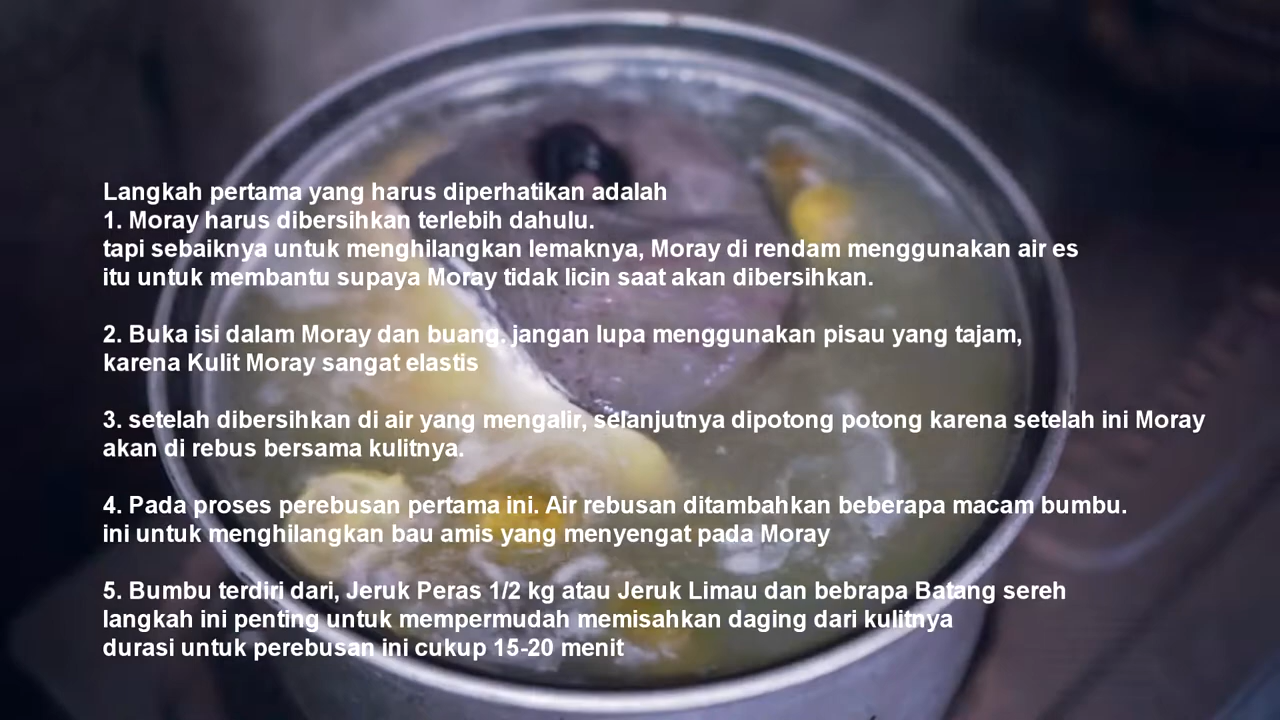 Langkah pertama yang harus diperhatikan adalah
1. Moray harus dibersihkan terlebih dahulu.
tapi sebaiknya untuk menghilangkan lemaknya, Moray di rendam menggunakan air es
itu untuk membantu supaya Moray tidak licin saat akan dibersihkan.
2. Buka isi dalam Moray dan buang. jangan lupa menggunakan pisau yang tajam,
karena Kulit Moray sangat elastis
3. setelah dibersihkan di air yang mengalir, selanjutnya dipotong potong karena setelah ini Moray
akan di rebus bersama kulitnya.
4. Pada proses perebusan pertama ini. Air rebusan ditambahkan beberapa macam bumbu.
ini untuk menghilangkan bau amis yang menyengat pada Moray
5. Bumbu terdiri dari, Jeruk Peras 1/2 kg atau Jeruk Limau dan bebrapa Batang sereh
langkah ini penting untuk mempermudah memisahkan daging dari kulitnya
durasi untuk perebusan ini cukup 15-20 menit